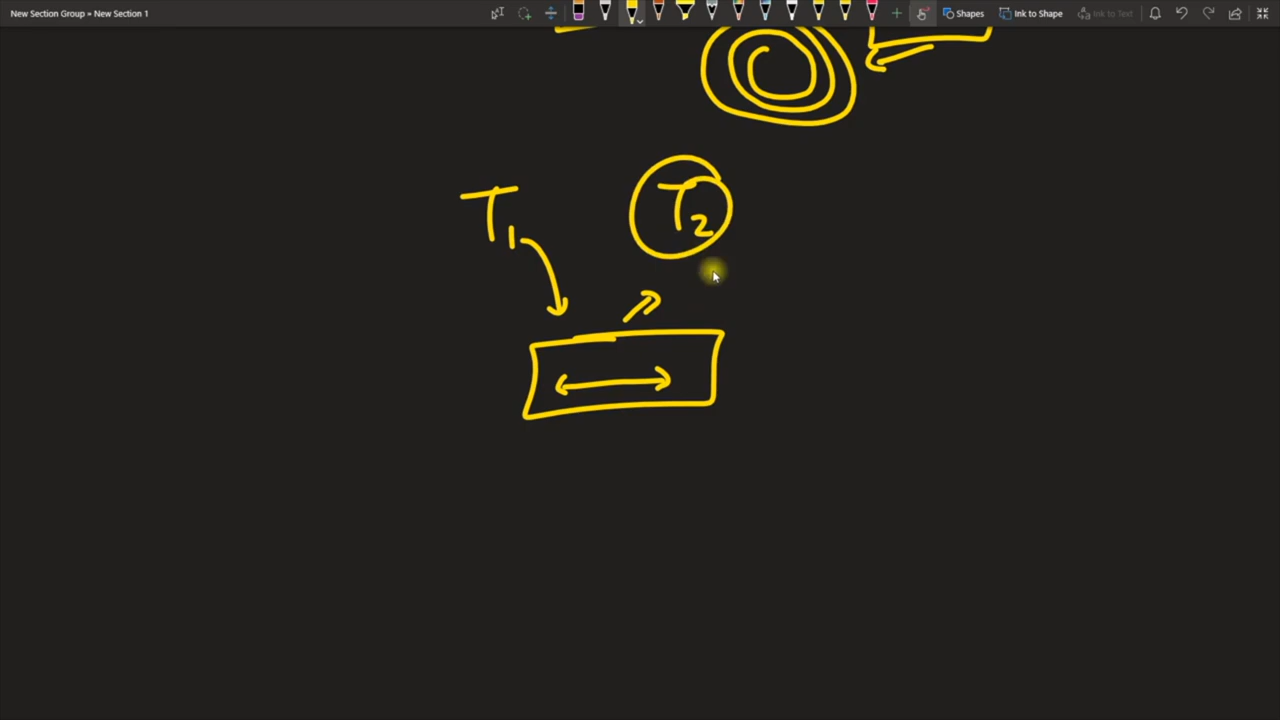 New Section Group » New Section 1
Shapes
Ink to Shape
Ink to Text
T1
T2